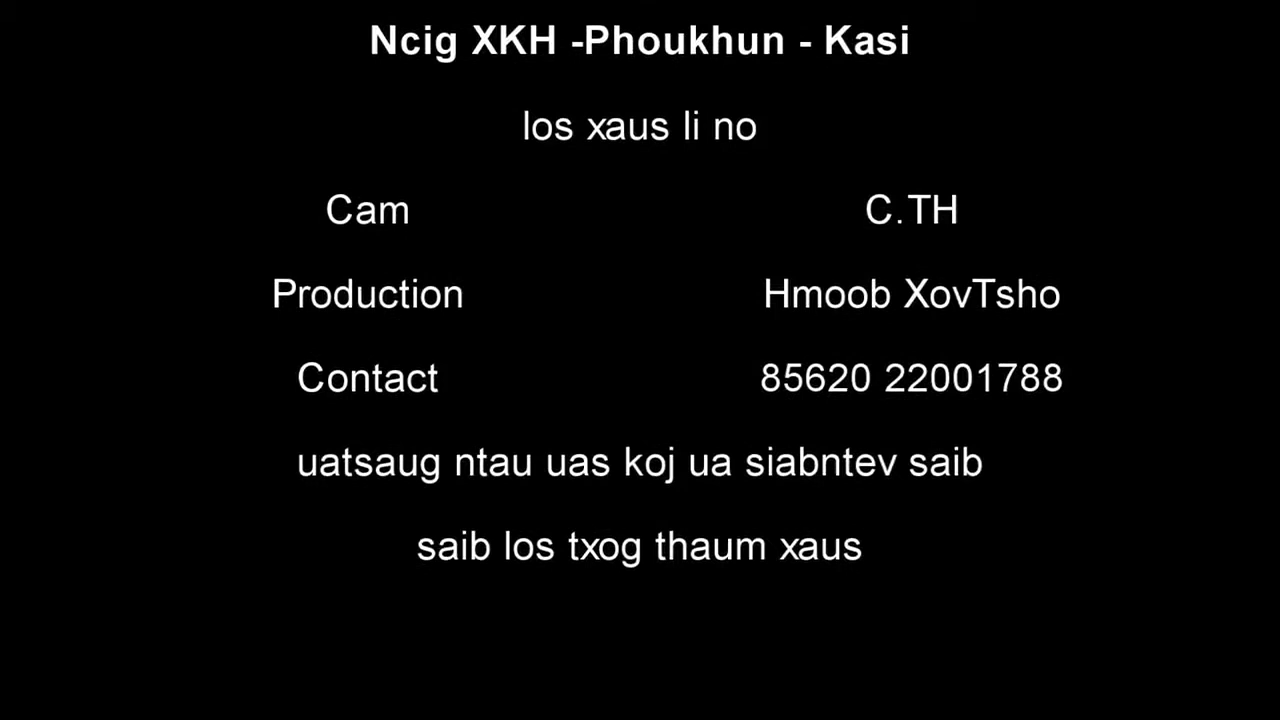 Ncig XKH -Phoukhun - Kasi
los xaus li no
Cam C.TH
Production Hmoob XovTsho
Contact 85620 22001788
uatsaug ntau uas koj ua siabntev saib
saib los txog thaum xaus